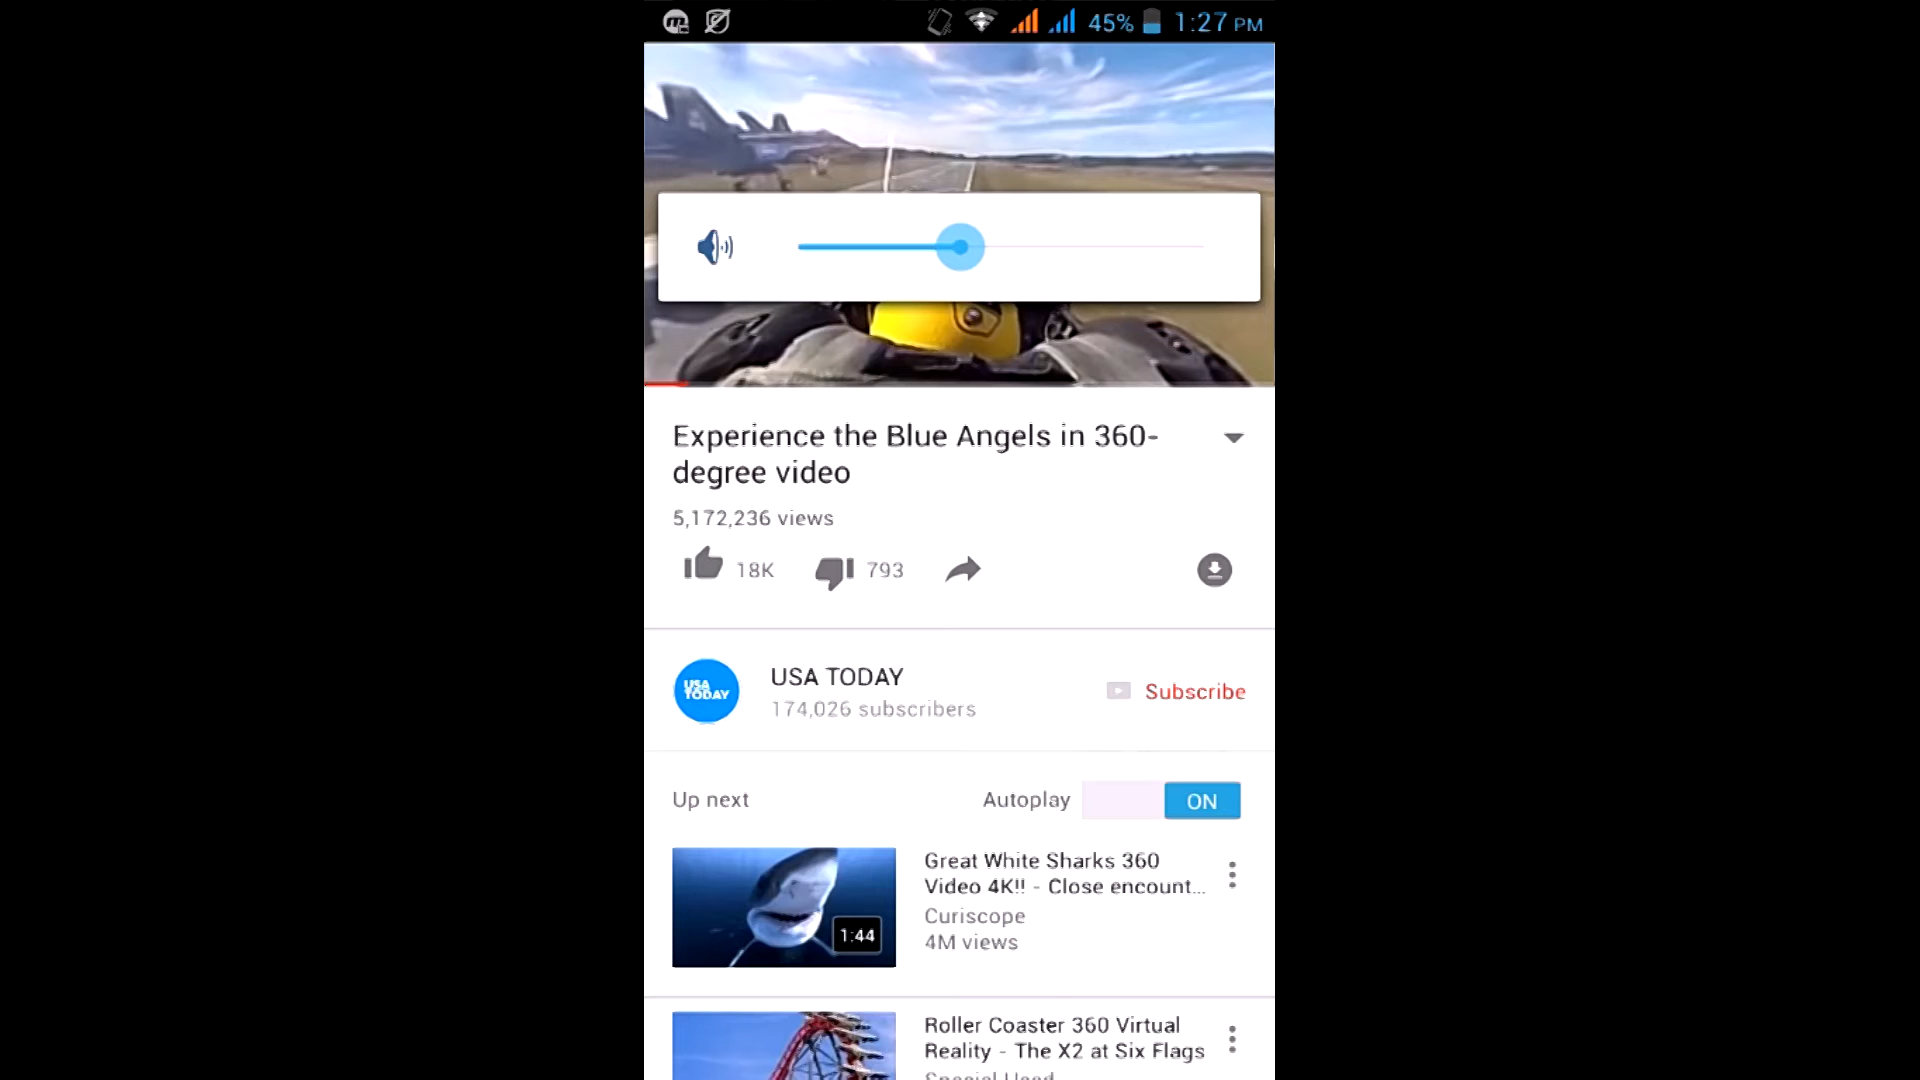 45% 1:27 PM
Experience the Blue Angels in 360-
degree video
5,172,236 views
18K 793
USA TODAY
USA TODAY
174,026 subscribers
Subscribe
Up next Autoplay ON
Great White Sharks 360
Video 4K!! - Close encount...
Curiscope
4M views
1:44
Roller Coaster 360 Virtual
Reality - The X2 at Six Flags